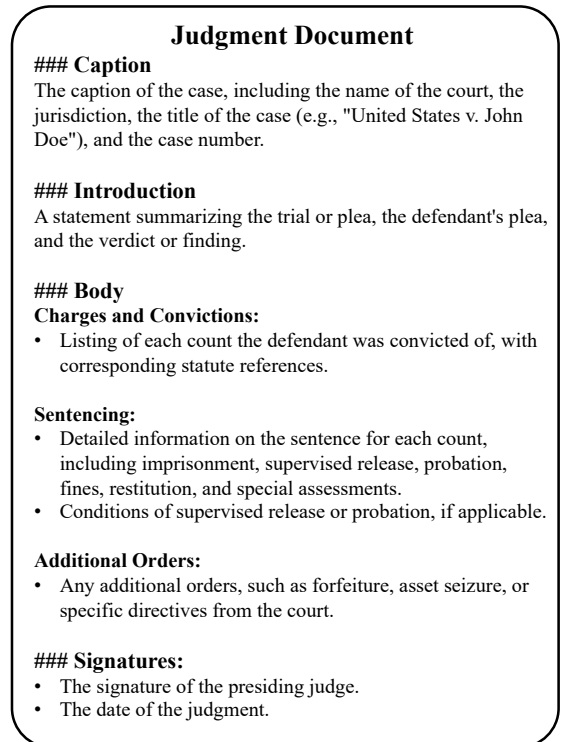 Judgment Document
### Caption
The caption of the case, including the name of the court, the
jurisdiction, the title of the case (e.g., "United States v. John
Doe"), and the case number.
### Introduction
A statement summarizing the trial or plea, the defendant's plea,
and the verdict or finding.
### Body
Charges and Convictions:
• Listing of each count the defendant was convicted of, with
corresponding statute references.
Sentencing:
• Detailed information on the sentence for each count,
including imprisonment, supervised release, probation,
fines, restitution, and special assessments.
• Conditions of supervised release or probation, if applicable.
Additional Orders:
• Any additional orders, such as forfeiture, asset seizure, or
specific directives from the court.
### Signatures:
• The signature of the presiding judge.
• The date of the judgment.